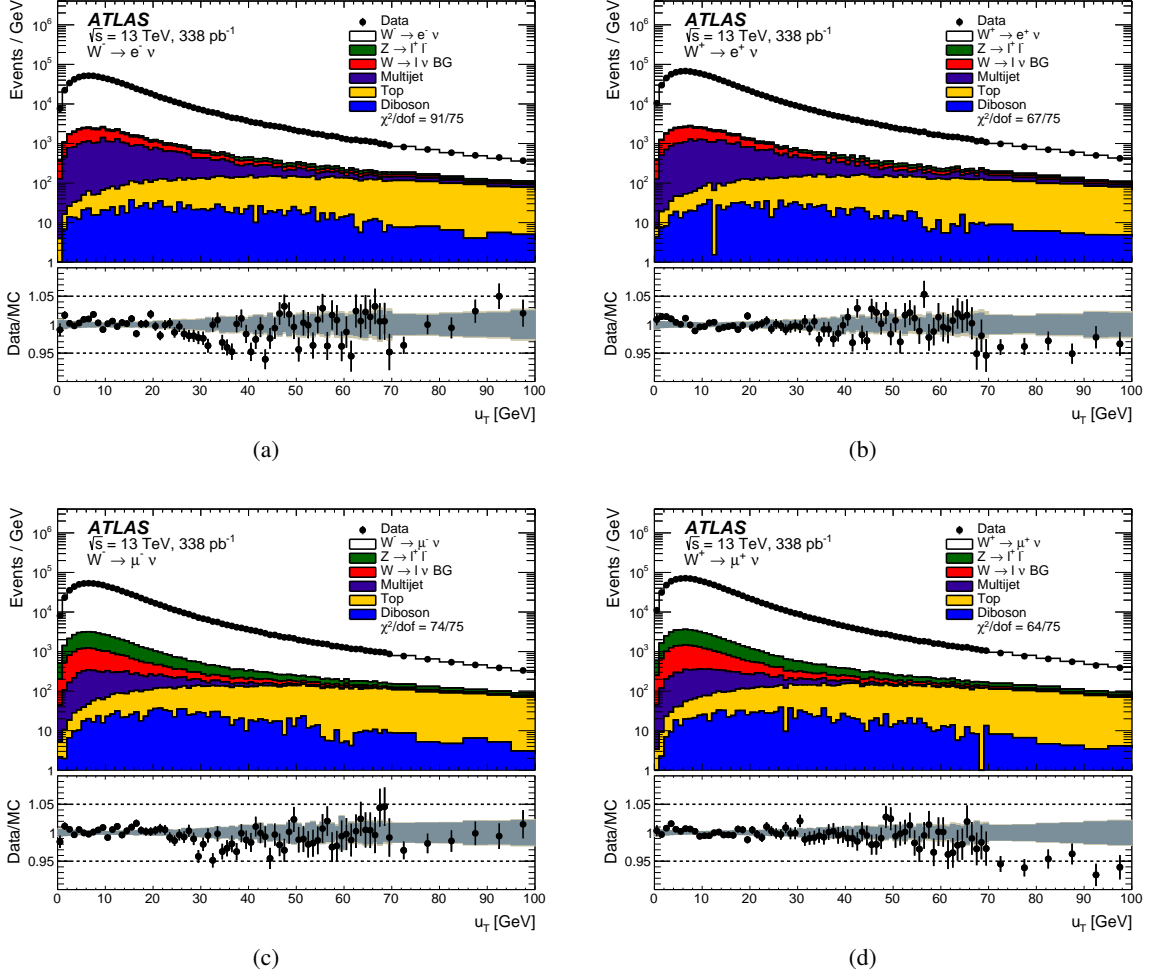 ATLAS
√s = 13 TeV, 338 pb⁻¹
W⁻ → e⁻ ν
Data
W⁻ → e⁻ ν
Z → l⁺ l⁻
W → l ν BG
Multijet
Top
Diboson
χ²/dof = 91/75
Events / GeV
10⁶
10⁵
10⁴
10³
10²
10
1
Data/MC
1.05
1
0.95
0 10 20 30 40 50 60 70 80 90 100
u_T [GeV]
(a)
ATLAS
√s = 13 TeV, 338 pb⁻¹
W⁺ → e⁺ ν
Data
W⁺ → e⁺ ν
Z → l⁺ l⁻
W → l ν BG
Multijet
Top
Diboson
χ²/dof = 67/75
Events / GeV
10⁶
10⁵
10⁴
10³
10²
10
1
Data/MC
1.05
1
0.95
0 10 20 30 40 50 60 70 80 90 100
u_T [GeV]
(b)
ATLAS
√s = 13 TeV, 338 pb⁻¹
W⁻ → μ⁻ ν
Data
W⁻ → μ⁻ ν
Z → l⁺ l⁻
W → l ν BG
Multijet
Top
Diboson
χ²/dof = 74/75
Events / GeV
10⁶
10⁵
10⁴
10³
10²
10
1
Data/MC
1.05
1
0.95
0 10 20 30 40 50 60 70 80 90 100
u_T [GeV]
(c)
ATLAS
√s = 13 TeV, 338 pb⁻¹
W⁺ → μ⁺ ν
Data
W⁺ → μ⁺ ν
Z → l⁺ l⁻
W → l ν BG
Multijet
Top
Diboson
χ²/dof = 64/75
Events / GeV
10⁶
10⁵
10⁴
10³
10²
10
1
Data/MC
1.05
1
0.95
0 10 20 30 40 50 60 70 80 90 100
u_T [GeV]
(d)